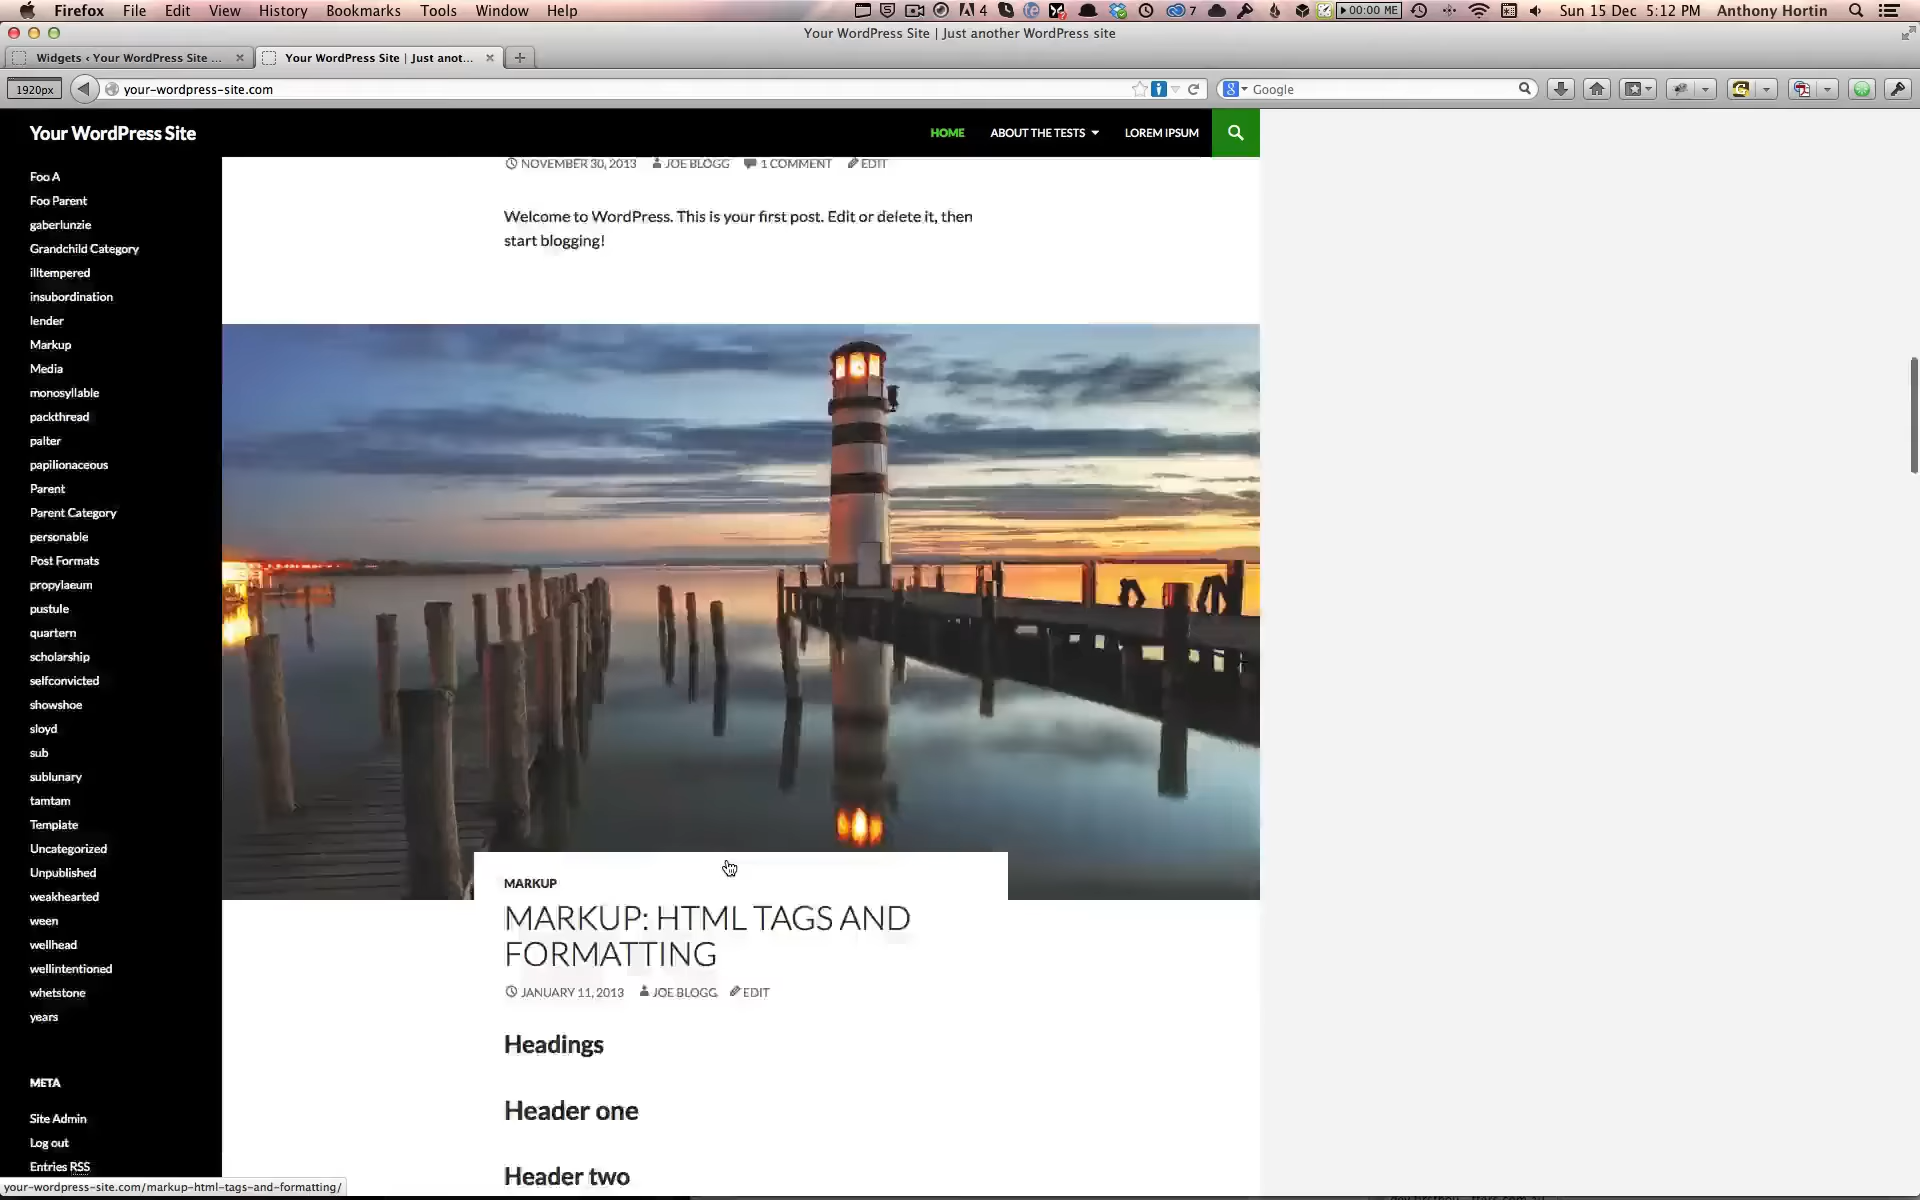 Firefox File Edit View History Bookmarks Tools Window Help 4 7 00:00 ME Sun 15 Dec 5:12 PM Anthony Hortin
Your WordPress Site | Just another WordPress site
Widgets ‹ Your WordPress Site ... Your WordPress Site | Just anot...
1920px your-wordpress-site.com Google
Your WordPress Site HOME ABOUT THE TESTS LOREM IPSUM
NOVEMBER 30, 2013 JOE BLOGG 1 COMMENT EDIT
Welcome to WordPress. This is your first post. Edit or delete it, then
start blogging!
Foo A
Foo Parent
gaberlunzie
Grandchild Category
illtempered
insubordination
lender
Markup
Media
monosyllable
packthread
palter
papilionaceous
Parent
Parent Category
personable
Post Formats
propylaeum
pustule
quartern
scholarship
selfconvicted
showshoe
sloyd
sub
sublunary
tamtam
Template
Uncategorized
Unpublished
weakhearted
ween
wellhead
wellintentioned
whetstone
years
META
Site Admin
Log out
Entries RSS
MARKUP
MARKUP: HTML TAGS AND
FORMATTING
JANUARY 11, 2013 JOE BLOGG EDIT
Headings
Header one
Header two
your-wordpress-site.com/markup-html-tags-and-formatting/